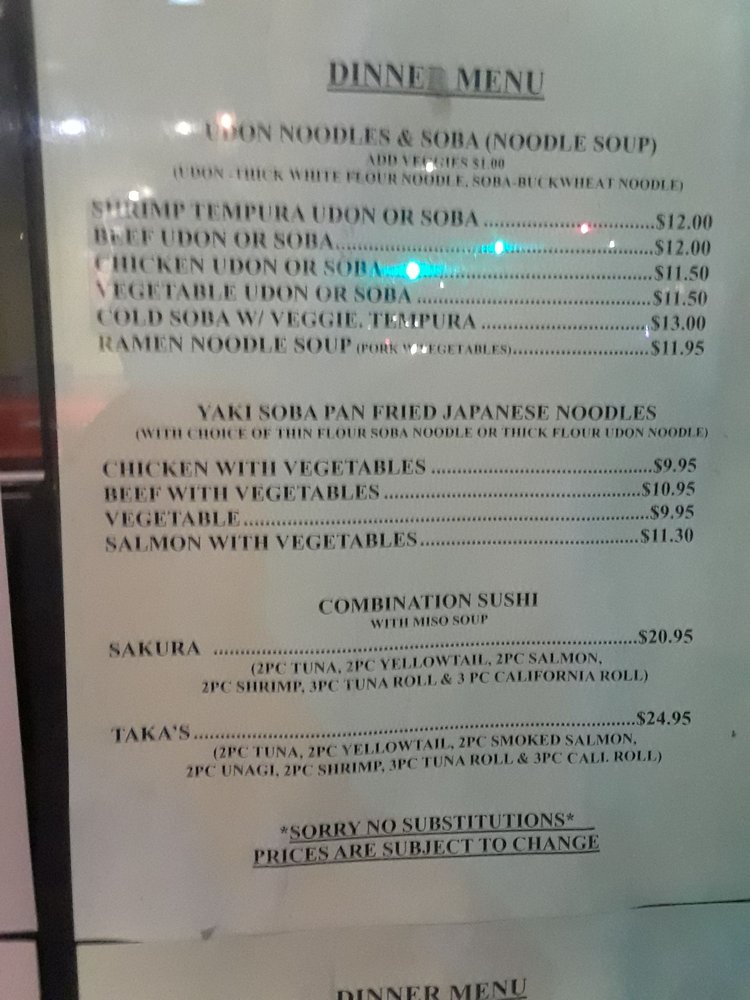 DINNER MENU
UDON NOODLES & SOBA (NOODLE SOUP)
ADD VEGGIES $1.00
(UDON -THICK WHITE FLOUR NOODLE, SOBA-BUCKWHEAT NOODLE)
SHRIMP TEMPURA UDON OR SOBA ..............................$12.00
BEEF UDON OR SOBA........................................................$12.00
CHICKEN UDON OR SOBA ...............................................$11.50
VEGETABLE UDON OR SOBA ..........................................$11.50
COLD SOBA W/ VEGGIE. TEMPURA ..............................$13.00
RAMEN NOODLE SOUP (PORK W/VEGETABLES)........................$11.95
YAKI SOBA PAN FRIED JAPANESE NOODLES
(WITH CHOICE OF THIN FLOUR SOBA NOODLE OR THICK FLOUR UDON NOODLE)
CHICKEN WITH VEGETABLES ........................................$9.95
BEEF WITH VEGETABLES ..............................................$10.95
VEGETABLE.........................................................................$9.95
SALMON WITH VEGETABLES.......................................$11.30
COMBINATION SUSHI
WITH MISO SOUP
SAKURA ...........................................................................$20.95
(2PC TUNA, 2PC YELLOWTAIL, 2PC SALMON,
2PC SHRIMP, 3PC TUNA ROLL & 3 PC CALIFORNIA ROLL)
TAKA'S..............................................................................$24.95
(2PC TUNA, 2PC YELLOWTAIL, 2PC SMOKED SALMON,
2PC UNAGI, 2PC SHRIMP, 3PC TUNA ROLL & 3PC CALI. ROLL)
*SORRY NO SUBSTITUTIONS*
PRICES ARE SUBJECT TO CHANGE
DINNER MENU